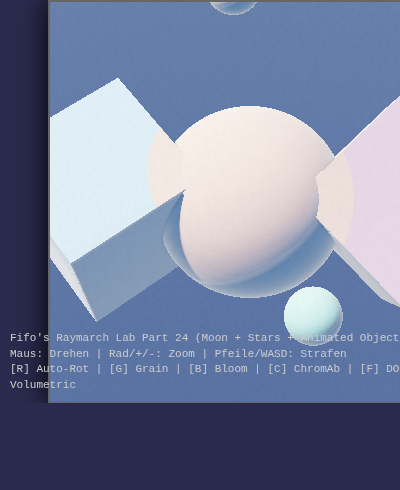 Fifo's Raymarch Lab Part 24 (Moon + Stars + Animated Object
Maus: Drehen | Rad/+/-: Zoom | Pfeile/WASD: Strafen
[R] Auto-Rot | [G] Grain | [B] Bloom | [C] ChromAb | [F] DO
Volumetric